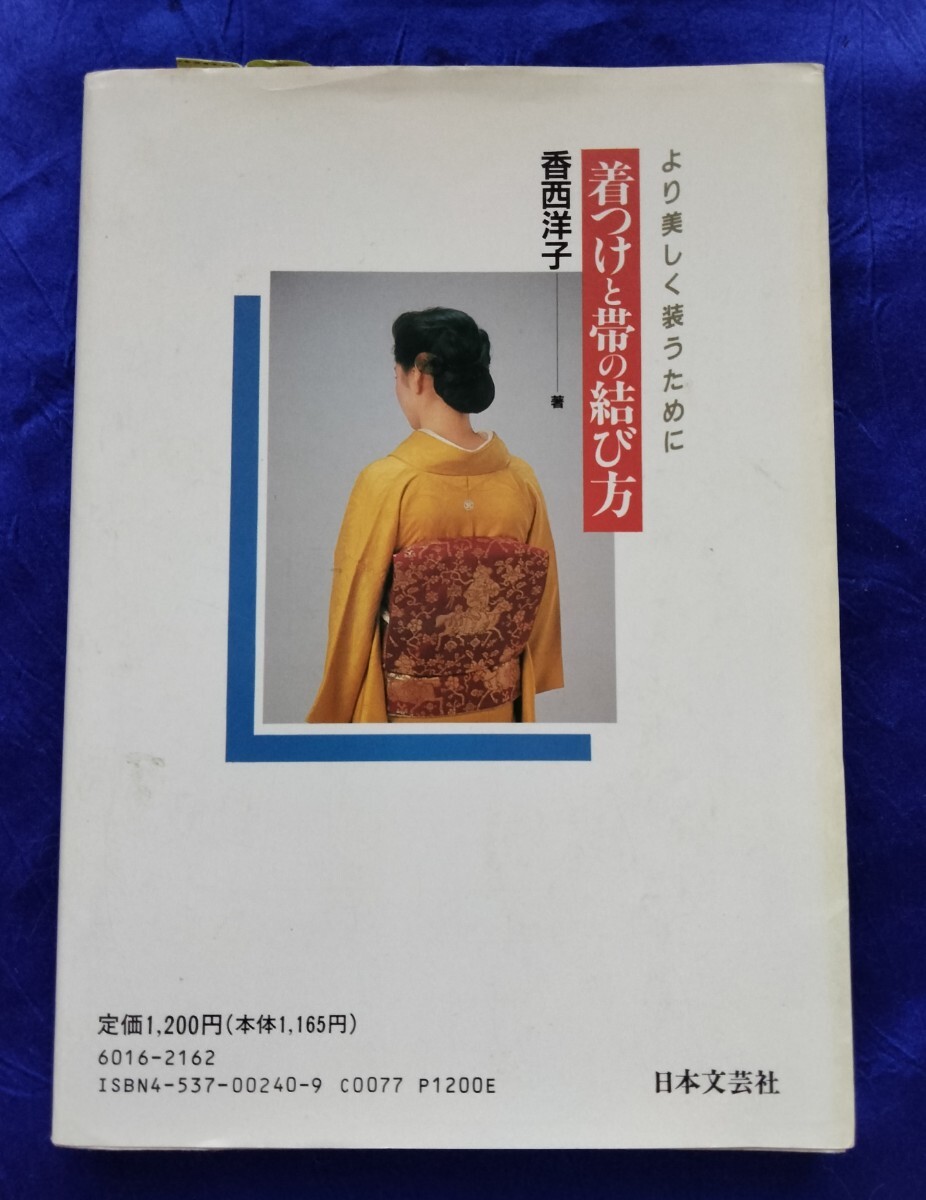 より美しく装うために
着つけと帯の結び方
香西洋子
著
定価1,200円(本体1,165円)
6016-2162
ISBN4-537-00240-9 C0077 P1200E
日本文芸社